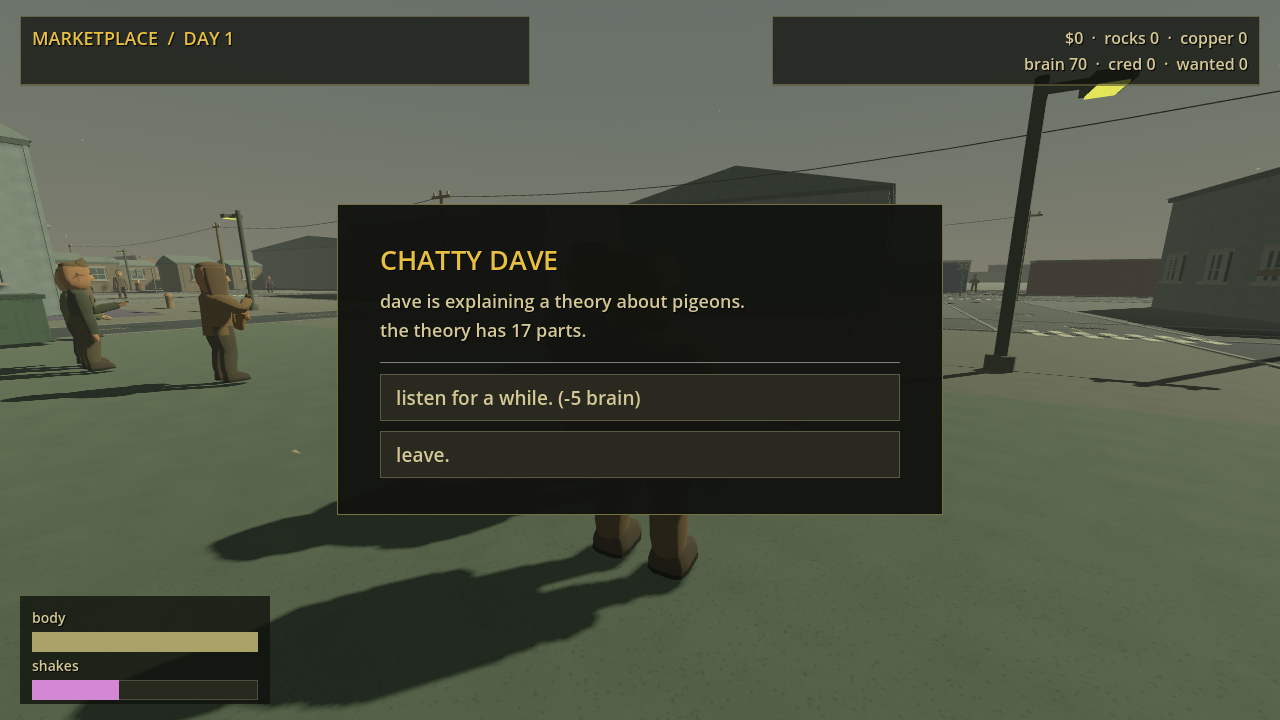 MARKETPLACE / DAY 1
$0 · rocks 0 · copper 0
brain 70 · cred 0 · wanted 0
CHATTY DAVE
dave is explaining a theory about pigeons.
the theory has 17 parts.
listen for a while. (-5 brain)
leave.
body
shakes